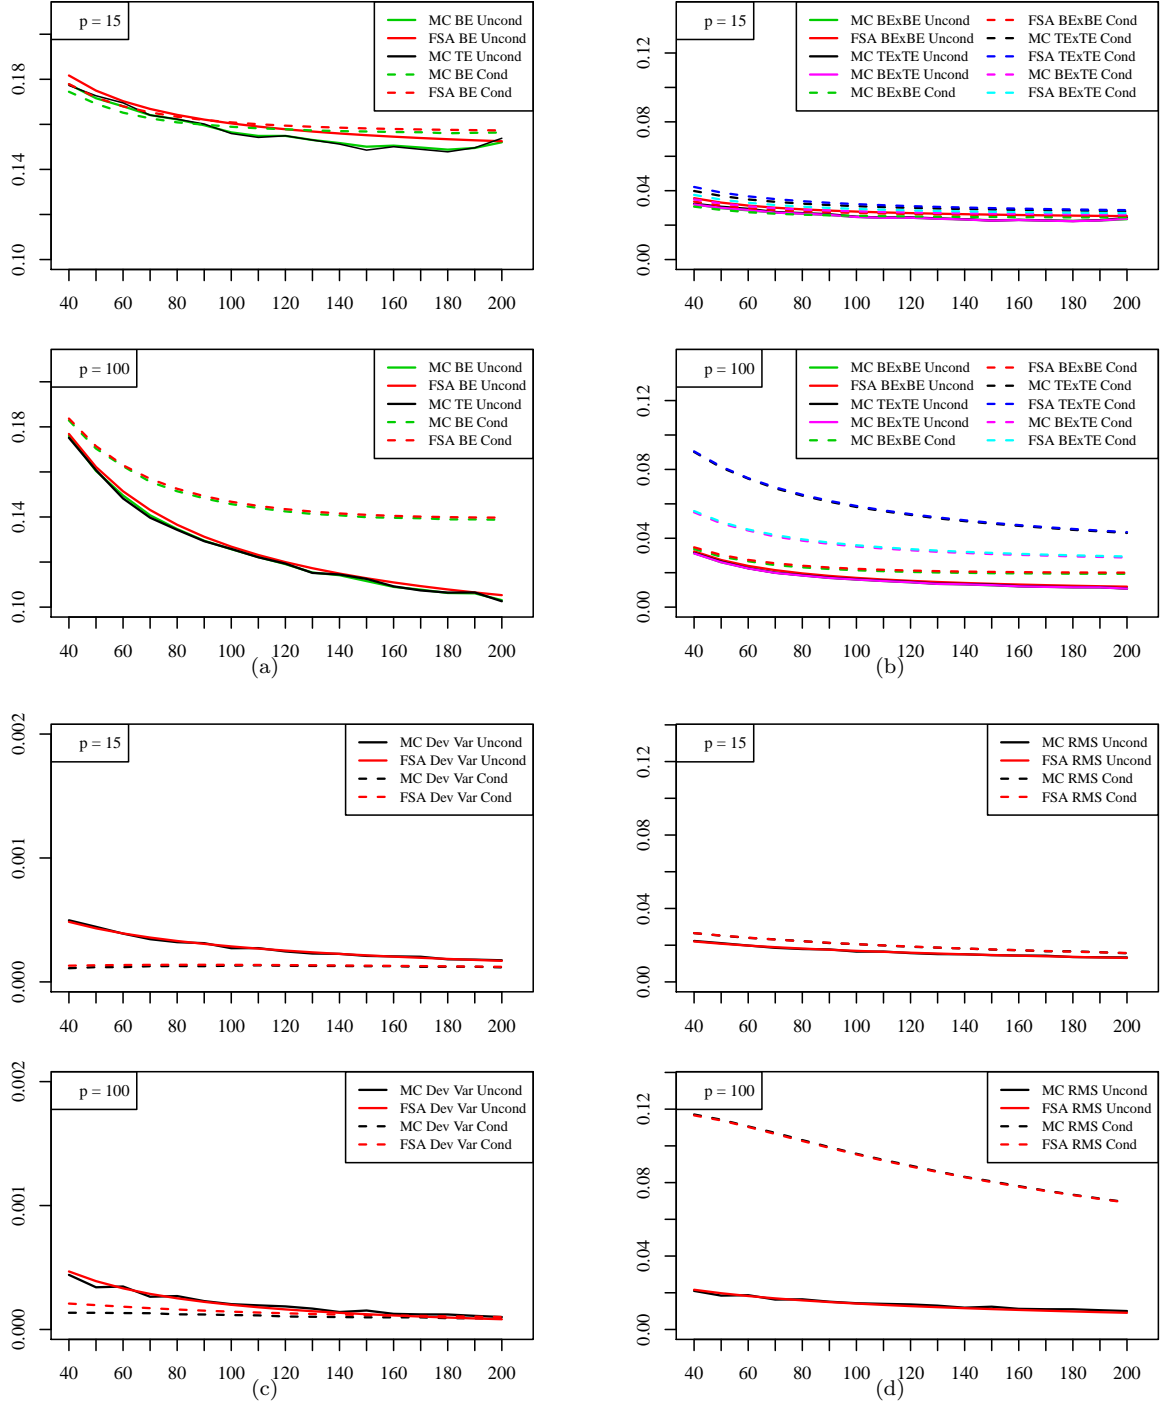 p = 15
MC BE Uncond
FSA BE Uncond
MC TE Uncond
MC BE Cond
FSA BE Cond
0.18
0.14
0.10
40 60 80 100 120 140 160 180 200
p = 15
MC BExBE Uncond
FSA BExBE Uncond
MC TExTE Uncond
MC BExTE Uncond
MC BExBE Cond
FSA BExBE Cond
MC TExTE Cond
FSA TExTE Cond
MC BExTE Cond
FSA BExTE Cond
0.12
0.08
0.04
0.00
40 60 80 100 120 140 160 180 200
p = 100
MC BE Uncond
FSA BE Uncond
MC TE Uncond
MC BE Cond
FSA BE Cond
0.18
0.14
0.10
40 60 80 100 120 140 160 180 200
(a)
p = 100
MC BExBE Uncond
FSA BExBE Uncond
MC TExTE Uncond
MC BExTE Uncond
MC BExBE Cond
FSA BExBE Cond
MC TExTE Cond
FSA TExTE Cond
MC BExTE Cond
FSA BExTE Cond
0.12
0.08
0.04
0.00
40 60 80 100 120 140 160 180 200
(b)
p = 15
MC Dev Var Uncond
FSA Dev Var Uncond
MC Dev Var Cond
FSA Dev Var Cond
0.002
0.001
0.000
40 60 80 100 120 140 160 180 200
p = 15
MC RMS Uncond
FSA RMS Uncond
MC RMS Cond
FSA RMS Cond
0.12
0.08
0.04
0.00
40 60 80 100 120 140 160 180 200
p = 100
MC Dev Var Uncond
FSA Dev Var Uncond
MC Dev Var Cond
FSA Dev Var Cond
0.002
0.001
0.000
40 60 80 100 120 140 160 180 200
(c)
p = 100
MC RMS Uncond
FSA RMS Uncond
MC RMS Cond
FSA RMS Cond
0.12
0.08
0.04
0.00
40 60 80 100 120 140 160 180 200
(d)